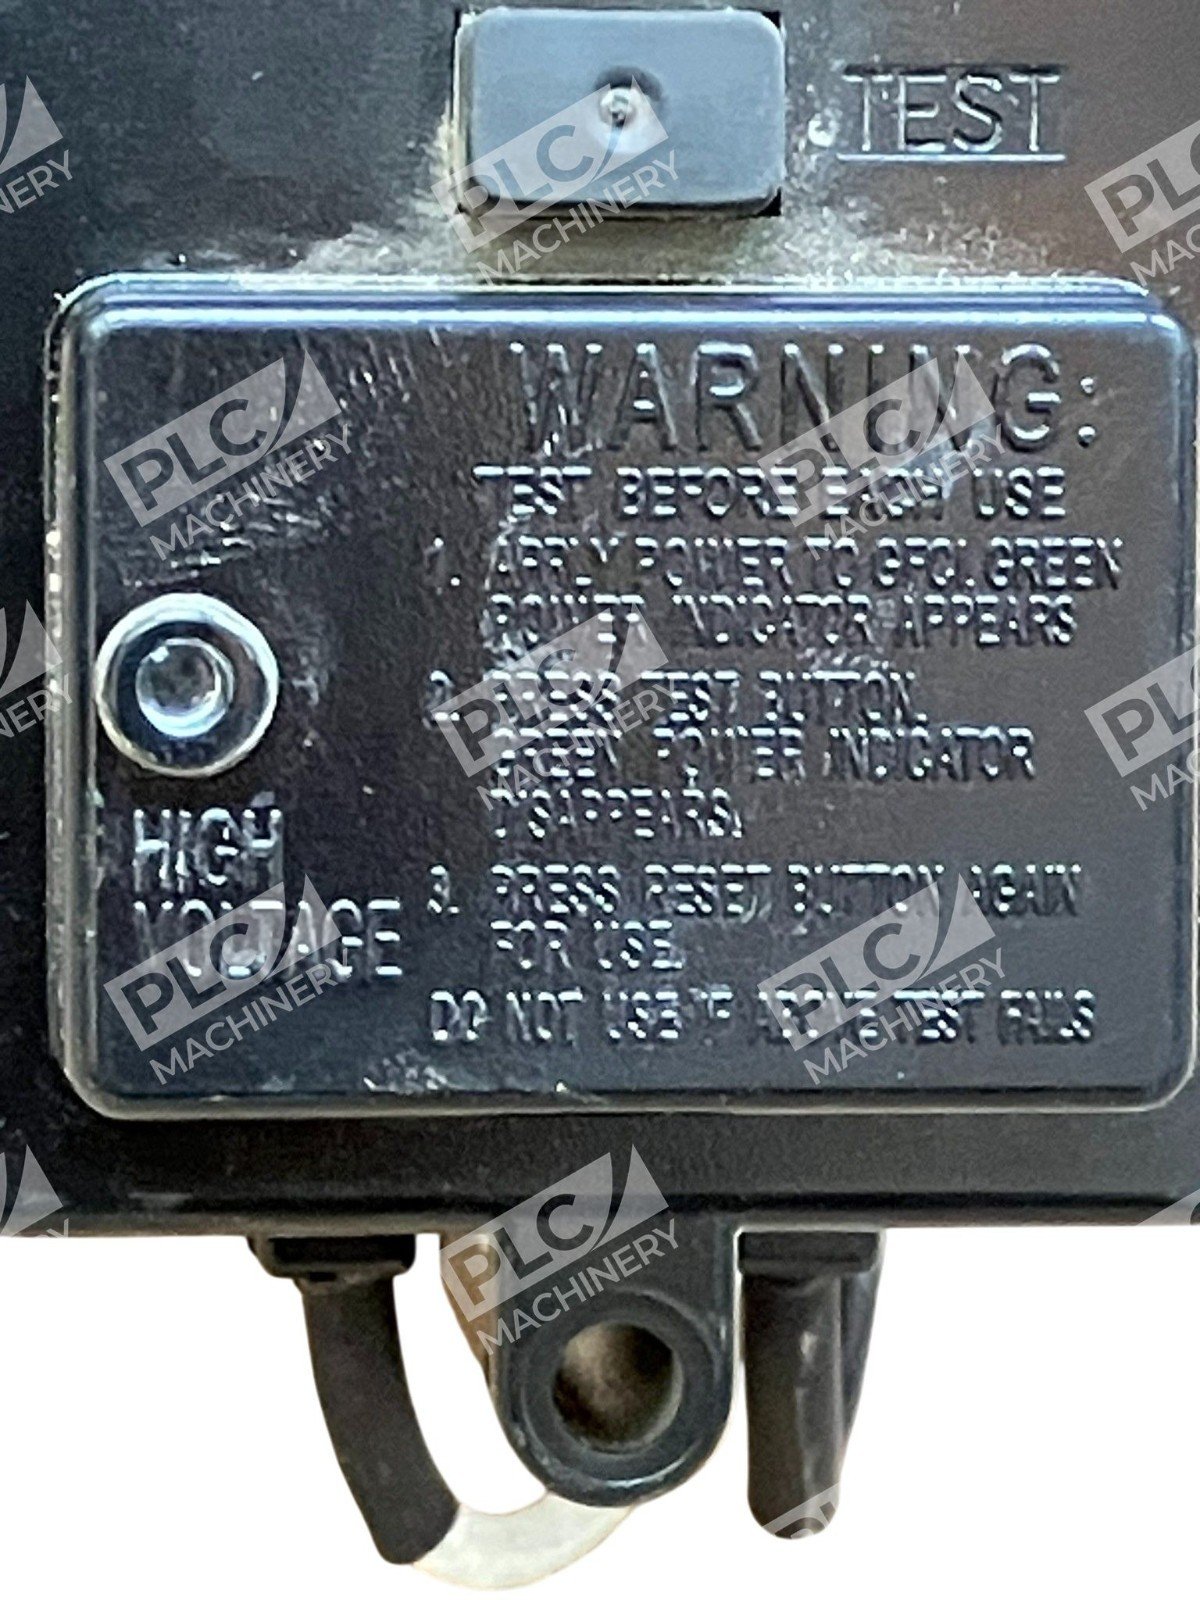 TEST
WARNING:
TEST BEFORE EACH USE
1. APPLY POWER TO GFCI. GREEN
POWER INDICATOR APPEARS
2. PRESS TEST BUTTON.
GREEN POWER INDICATOR
DISAPPEARS.
3. PRESS RESET BUTTON AGAIN
FOR USE.
DO NOT USE IF ABOVE TEST FAILS
HIGH
VOLTAGE
PLC
MACHINERY